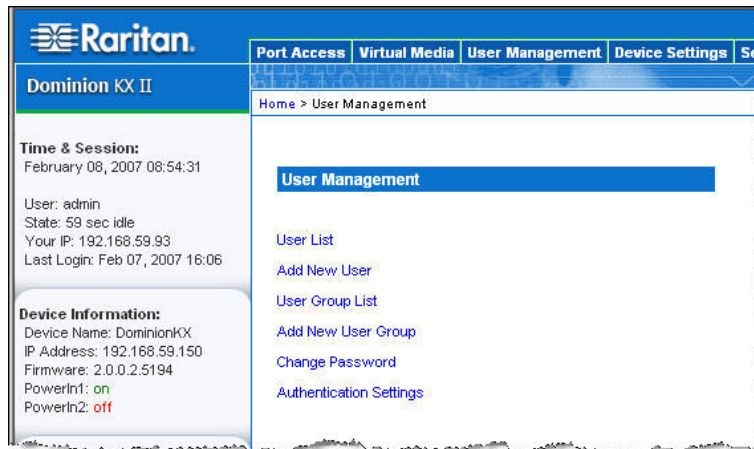 Raritan.
Dominion KX II
Port Access Virtual Media User Management Device Settings
Home > User Management
Time & Session:
February 08, 2007 08:54:31
User: admin
State: 59 sec idle
Your IP: 192.168.59.93
Last Login: Feb 07, 2007 16:06
Device Information:
Device Name: DominionKX
IP Address: 192.168.59.150
Firmware: 2.0.0.2.5194
PowerIn1: on
PowerIn2: off
User Management
User List
Add New User
User Group List
Add New User Group
Change Password
Authentication Settings